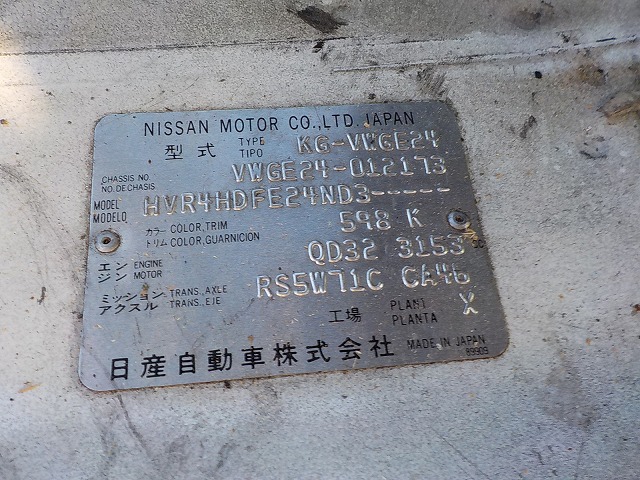 NISSAN MOTOR CO.,LTD. JAPAN
型式 TYPE TIPO KG-VWGE24
CHASSIS NO. NO. DE CHASIS VWGE24-012173
MODEL MODELO HVR4HDFE24ND3-----
カラー COLOR,TRIM トリム COLOR,GUARNICION 598 K
エンジン ENGINE MOTOR QD32 3153 CC
ミッション TRANS.,AXLE アクスル TRANS.,EJE RS5W71C CA46
工場 PLANT PLANTA X
日産自動車株式会社 MADE IN JAPAN
89909